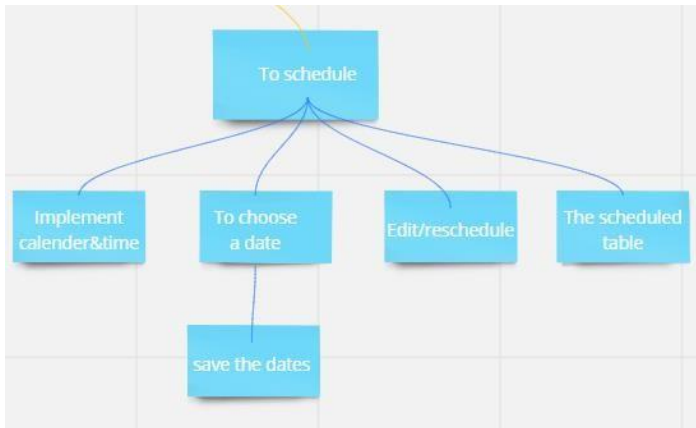 To schedule
Implement
calender&time
To choose
a date
Edit/reschedule
The scheduled
table
save the dates